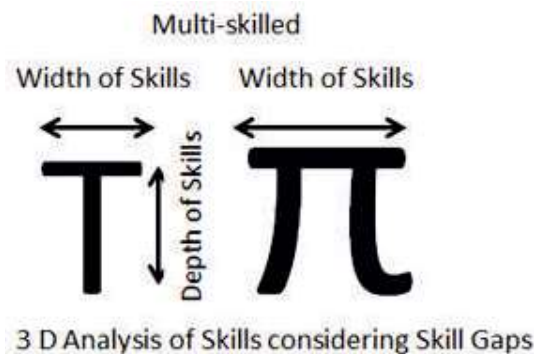 Multi-skilled
Width of Skills Width of Skills
Depth of Skills
3 D Analysis of Skills considering Skill Gaps